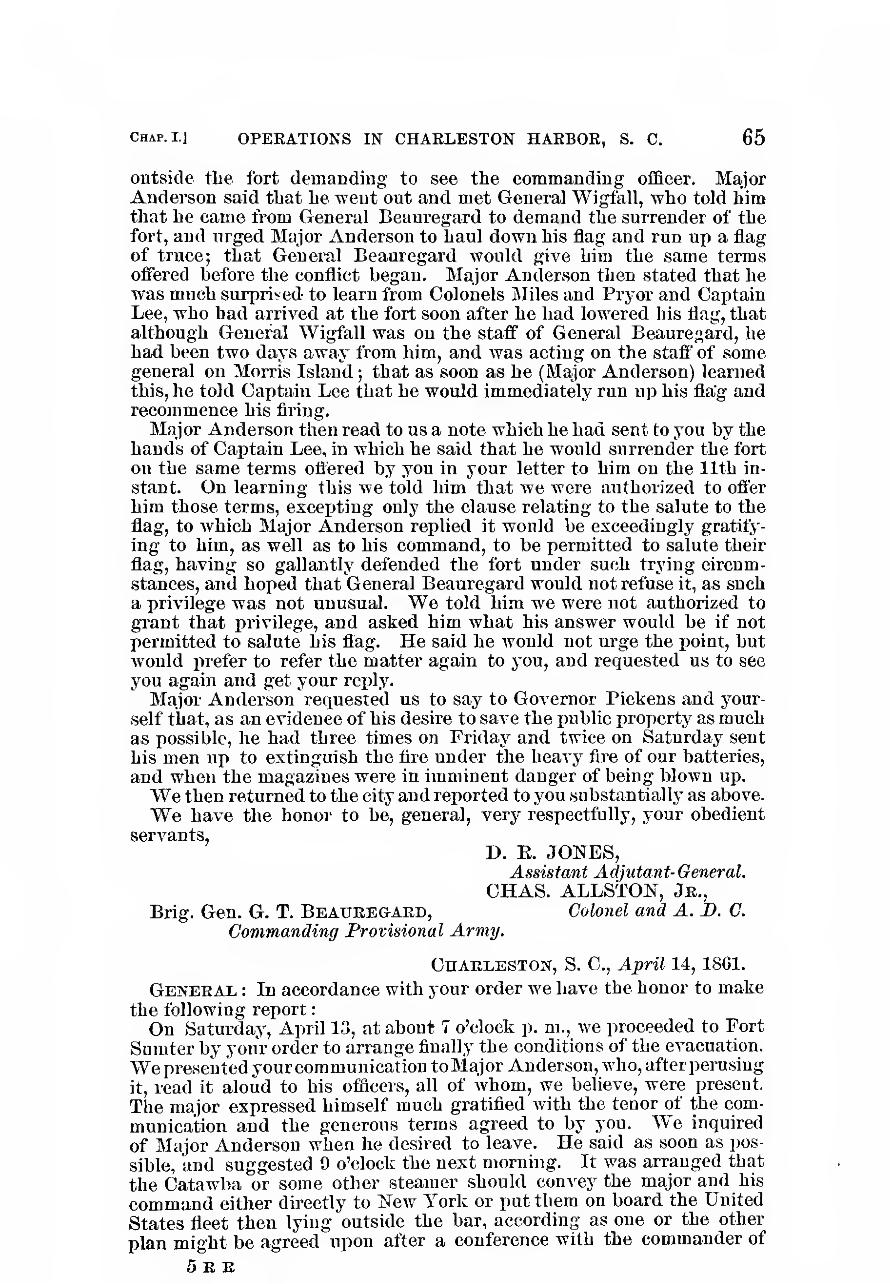 CHAP. I.] OPERATIONS IN CHARLESTON HARBOR, S. C. 65
outside the fort demanding to see the commanding officer. Major
Anderson said that he went out and met General Wigfall, who told him
that he came from General Beauregard to demand the surrender of the
fort, and urged Major Anderson to haul down his flag and run up a flag
of truce; that General Beauregard would give him the same terms
offered before the conflict began. Major Anderson then stated that he
was much surprised to learn from Colonels Miles and Pryor and Captain
Lee, who had arrived at the fort soon after he had lowered his flag, that
although General Wigfall was on the staff of General Beauregard, he
had been two days away from him, and was acting on the staff of some
general on Morris Island; that as soon as he (Major Anderson) learned
this, he told Captain Lee that he would immediately run up his flag and
recommence his firing.
Major Anderson then read to us a note which he had sent to you by the
hands of Captain Lee, in which he said that he would surrender the fort
on the same terms offered by you in your letter to him on the 11th in-
stant. On learning this we told him that we were authorized to offer
him those terms, excepting only the clause relating to the salute to the
flag, to which Major Anderson replied it would be exceedingly gratify-
ing to him, as well as to his command, to be permitted to salute their
flag, having so gallantly defended the fort under such trying circum-
stances, and hoped that General Beauregard would not refuse it, as such
a privilege was not unusual. We told him we were not authorized to
grant that privilege, and asked him what his answer would be if not
permitted to salute his flag. He said he would not urge the point, but
would prefer to refer the matter again to you, and requested us to see
you again and get your reply.
Major Anderson requested us to say to Governor Pickens and your-
self that, as an evidence of his desire to save the public property as much
as possible, he had three times on Friday and twice on Saturday sent
his men up to extinguish the fire under the heavy fire of our batteries,
and when the magazines were in imminent danger of being blown up.
We then returned to the city and reported to you substantially as above.
We have the honor to be, general, very respectfully, your obedient
servants,
D. R. JONES,
Assistant Adjutant-General.
CHAS. ALLSTON, JR.,
Brig. Gen. G. T. BEAUREGARD, Colonel and A. D. C.
Commanding Provisional Army.
CHARLESTON, S. C., April 14, 1861.
GENERAL: In accordance with your order we have the honor to make
the following report:
On Saturday, April 13, at about 7 o'clock p. m., we proceeded to Fort
Sumter by your order to arrange finally the conditions of the evacuation.
We presented your communication to Major Anderson, who, after perusing
it, read it aloud to his officers, all of whom, we believe, were present.
The major expressed himself much gratified with the tenor of the com-
munication and the generous terms agreed to by you. We inquired
of Major Anderson when he desired to leave. He said as soon as pos-
sible, and suggested 9 o'clock the next morning. It was arranged that
the Catawba or some other steamer should convey the major and his
command either directly to New York or put them on board the United
States fleet then lying outside the bar, according as one or the other
plan might be agreed upon after a conference with the commander of
5 R R